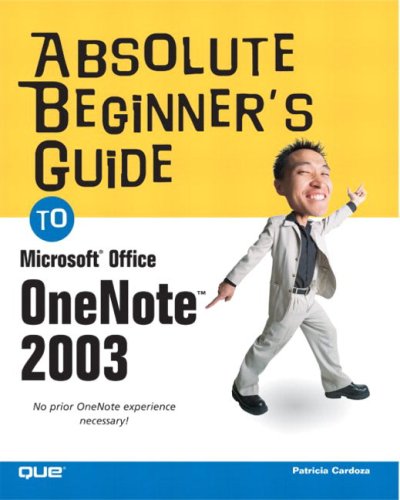 ABSOLUTE
BEGINNER'S
GUIDE
TO
Microsoft® Office
OneNote™
2003
No prior OneNote experience
necessary!
QUE®
Patricia Cardoza